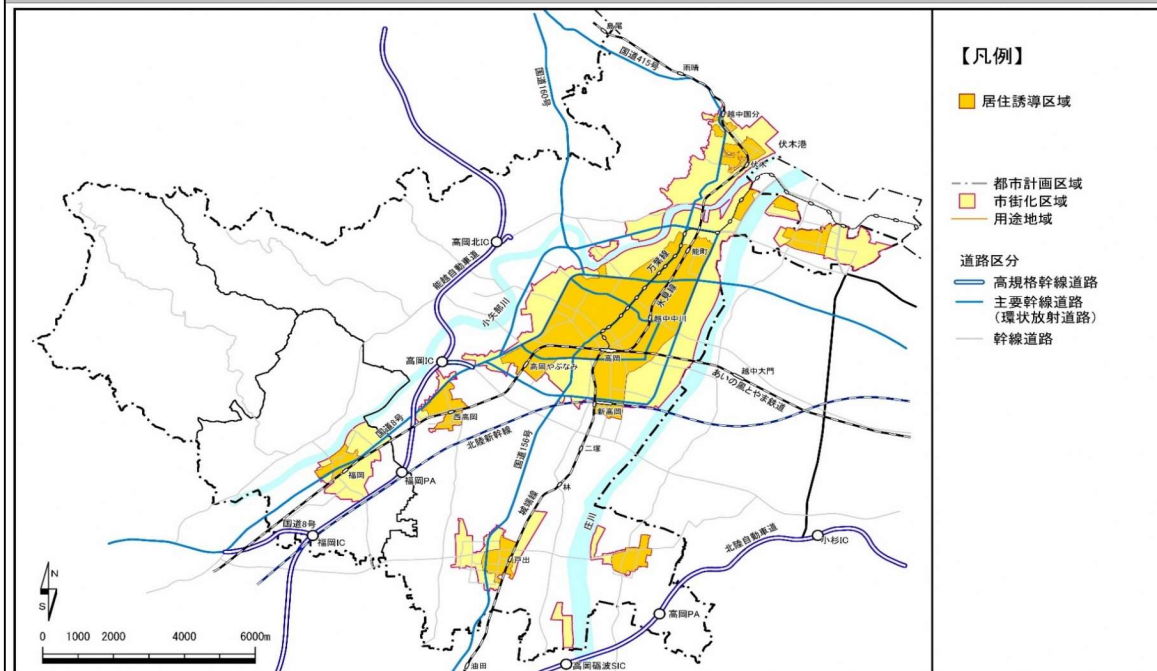 島尾
国道415号
雨晴
国道160号
越中国分
伏木港
伏木
高岡北IC
能越自動車道
小矢部川
万葉線
能町
氷見線
越中中川
高岡IC
高岡やぶなみ
高岡
越中大門
あいの風とやま鉄道
西高岡
新高岡
国道8号
北陸新幹線
国道156号
二塚
福岡
福岡PA
林
城端線
庄川
国道8号
福岡IC
北陸自動車道
小杉IC
戸出
高岡PA
油田
高岡砺波SIC
N
S
0 1000 2000 4000 6000m
【凡例】
居住誘導区域
都市計画区域
市街化区域
用途地域
道路区分
高規格幹線道路
主要幹線道路
(環状放射道路)
幹線道路